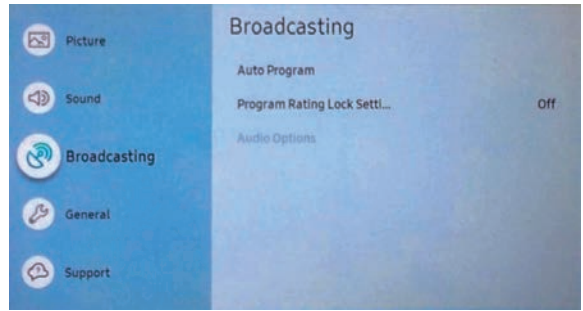 Picture
Sound
Broadcasting
General
Support
Broadcasting
Auto Program
Program Rating Lock Setti... Off
Audio Options